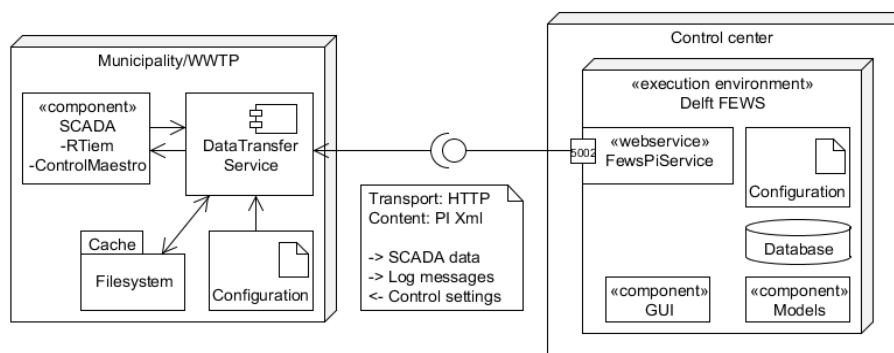 Municipality/WWTP
«component»
SCADA
-RTiem
-ControlMaestro
DataTransfer
Service
Cache
Filesystem
Configuration
Transport: HTTP
Content: PI Xml
-> SCADA data
-> Log messages
<- Control settings
Control center
«execution environment»
Delft FEWS
5002
«webservice»
FewsPiService
Configuration
Database
«component»
GUI
«component»
Models